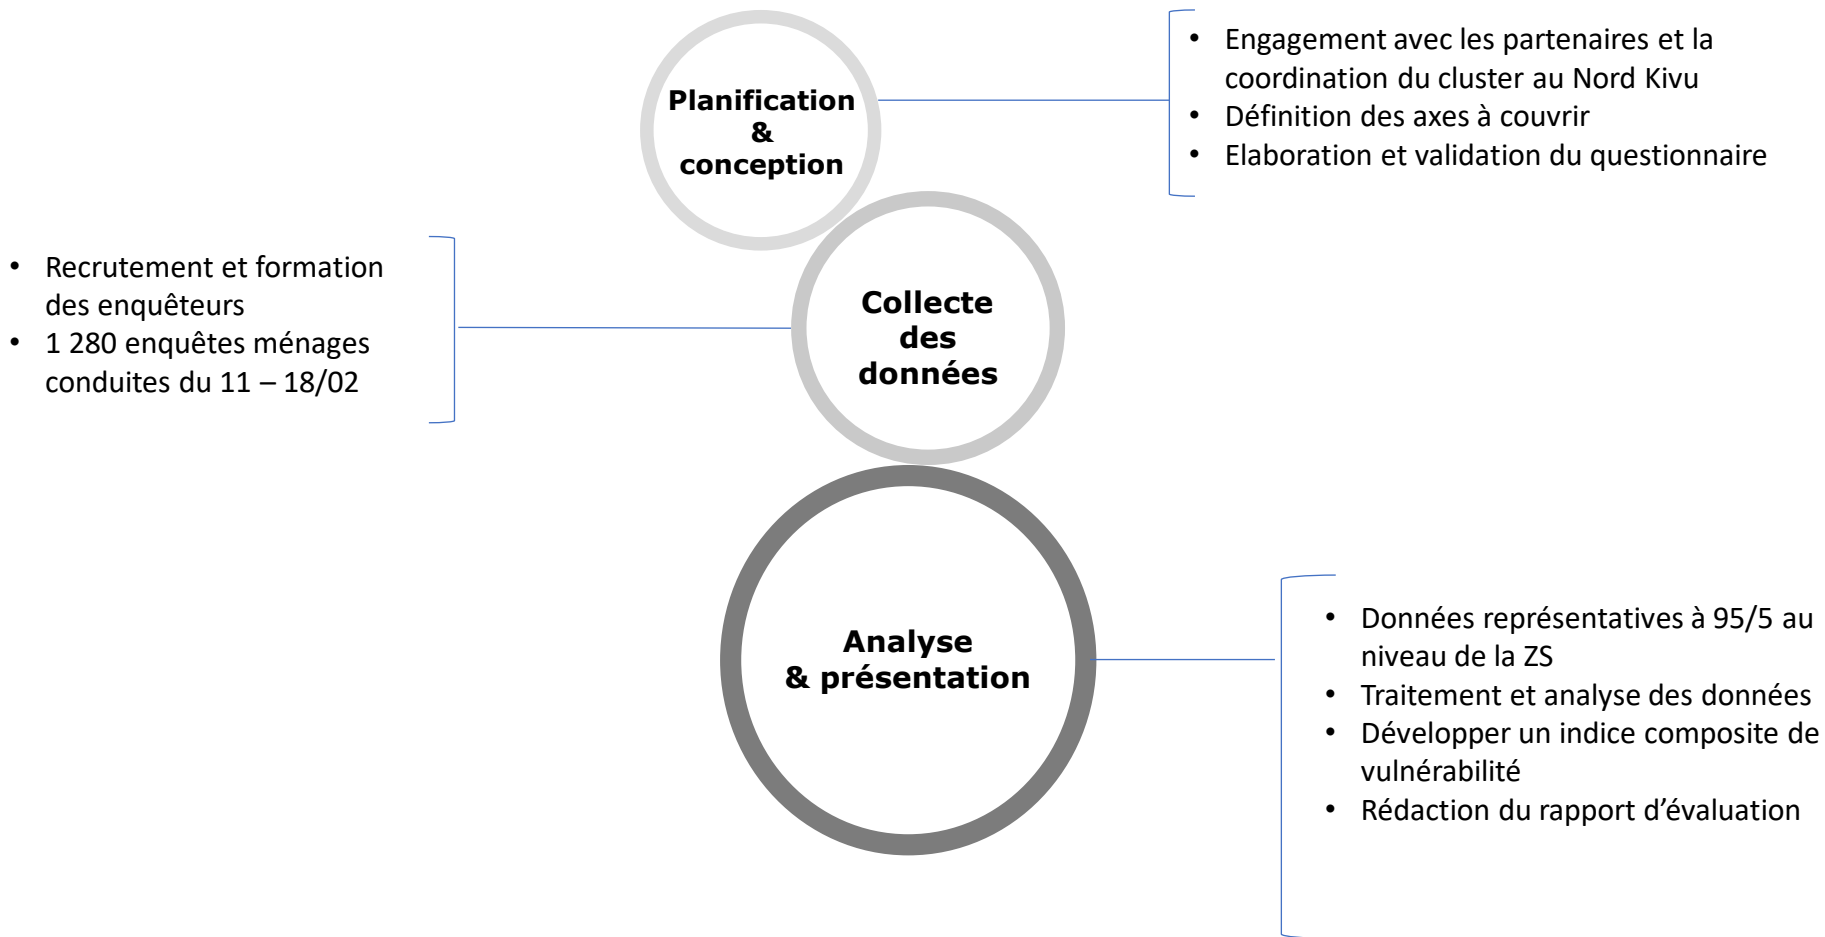 Planification
&
conception
• Engagement avec les partenaires et la
coordination du cluster au Nord Kivu
• Définition des axes à couvrir
• Elaboration et validation du questionnaire
Collecte
des
données
• Recrutement et formation
des enquêteurs
• 1 280 enquêtes ménages
conduites du 11 – 18/02
Analyse
& présentation
• Données représentatives à 95/5 au
niveau de la ZS
• Traitement et analyse des données
• Développer un indice composite de
vulnérabilité
• Rédaction du rapport d’évaluation